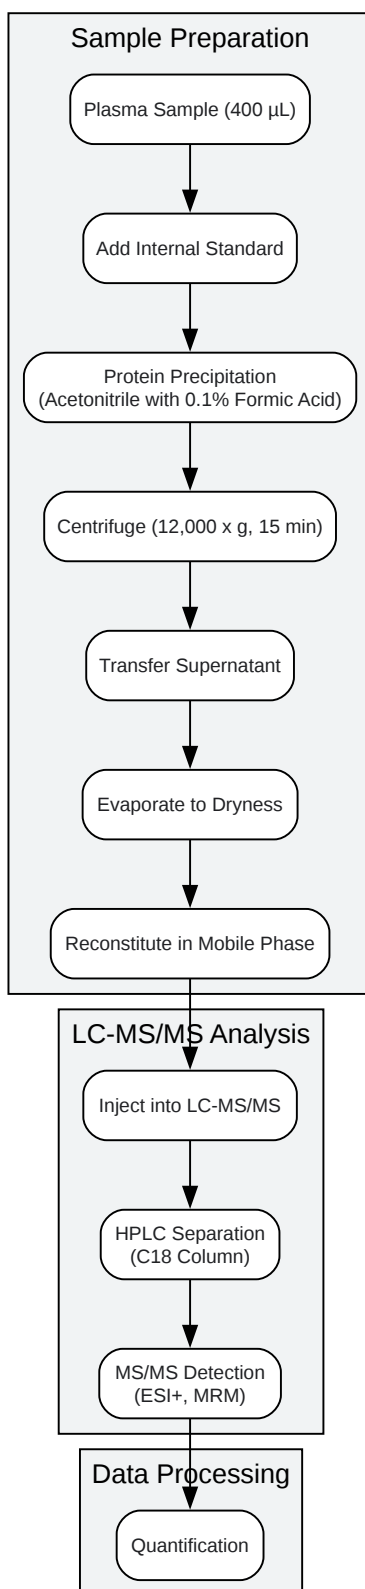 Sample Preparation
Plasma Sample (400 µL)
Add Internal Standard
Protein Precipitation
(Acetonitrile with 0.1% Formic Acid)
Centrifuge (12,000 x g, 15 min)
Transfer Supernatant
Evaporate to Dryness
Reconstitute in Mobile Phase
LC-MS/MS Analysis
Inject into LC-MS/MS
HPLC Separation
(C18 Column)
MS/MS Detection
(ESI+, MRM)
Data Processing
Quantification